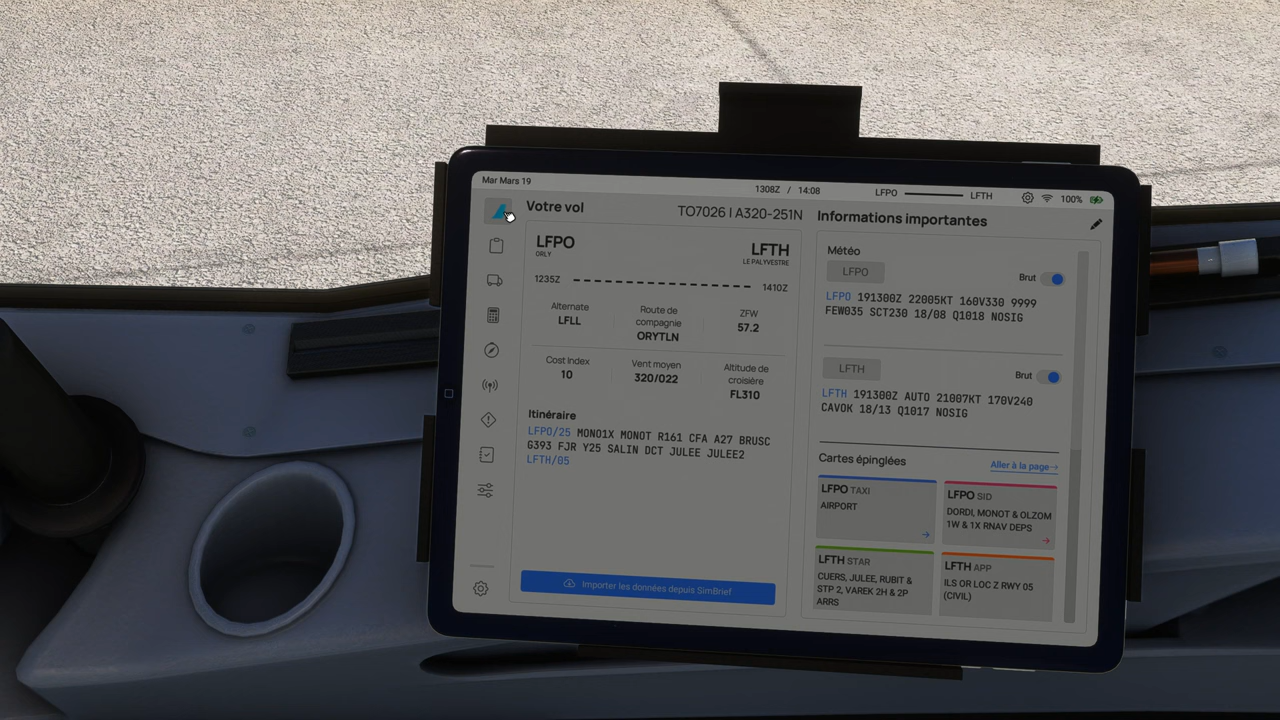 Mar Mars 19
1308Z / 14:08
LFPO LFTH
100%
Votre vol
TO7026 | A320-251N
LFPO
ORLY
LFTH
LE PALYVESTRE
1235Z
1410Z
Alternate
LFLL
Route de
compagnie
ORYTLN
ZFW
57.2
Cost Index
10
Vent moyen
320/022
Altitude de
croisière
FL310
Itinéraire
LFPO/25 MONO1X MONOT R161 CFA A27 BRUSC
G393 FJR Y25 SALIN DCT JULEE JULEE2
LFTH/05
Importer les données depuis SimBrief
Informations importantes
Météo
LFPO
Brut
LFPO 191300Z 22005KT 160V330 9999
FEW035 SCT230 18/08 Q1018 NOSIG
LFTH
Brut
LFTH 191300Z AUTO 21007KT 170V240
CAVOK 18/13 Q1017 NOSIG
Cartes épinglées
Aller à la page
LFPO TAXI
AIRPORT
LFPO SID
DORDI, MONOT & OLZOM
1W & 1X RNAV DEPS
LFTH STAR
CUERS, JULEE, RUBIT &
STP 2, VAREK 2H & 2P
ARRS
LFTH APP
ILS OR LOC Z RWY 05
(CIVIL)